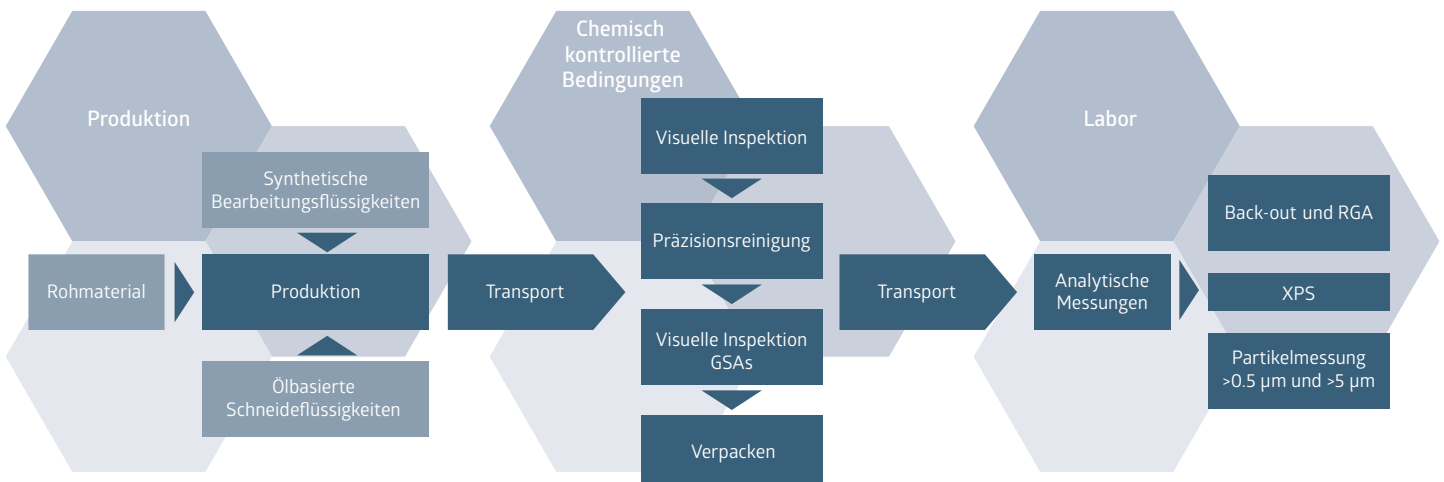 Produktion
Synthetische
Bearbeitungsflüssigkeiten
Rohmaterial
Produktion
Ölbasierte
Schneideflüssigkeiten
Transport
Chemisch
kontrollierte
Bedingungen
Visuelle Inspektion
Präzisionsreinigung
Visuelle Inspektion
GSAs
Verpacken
Transport
Labor
Analytische
Messungen
Back-out und RGA
XPS
Partikelmessung
>0.5 µm und >5 µm